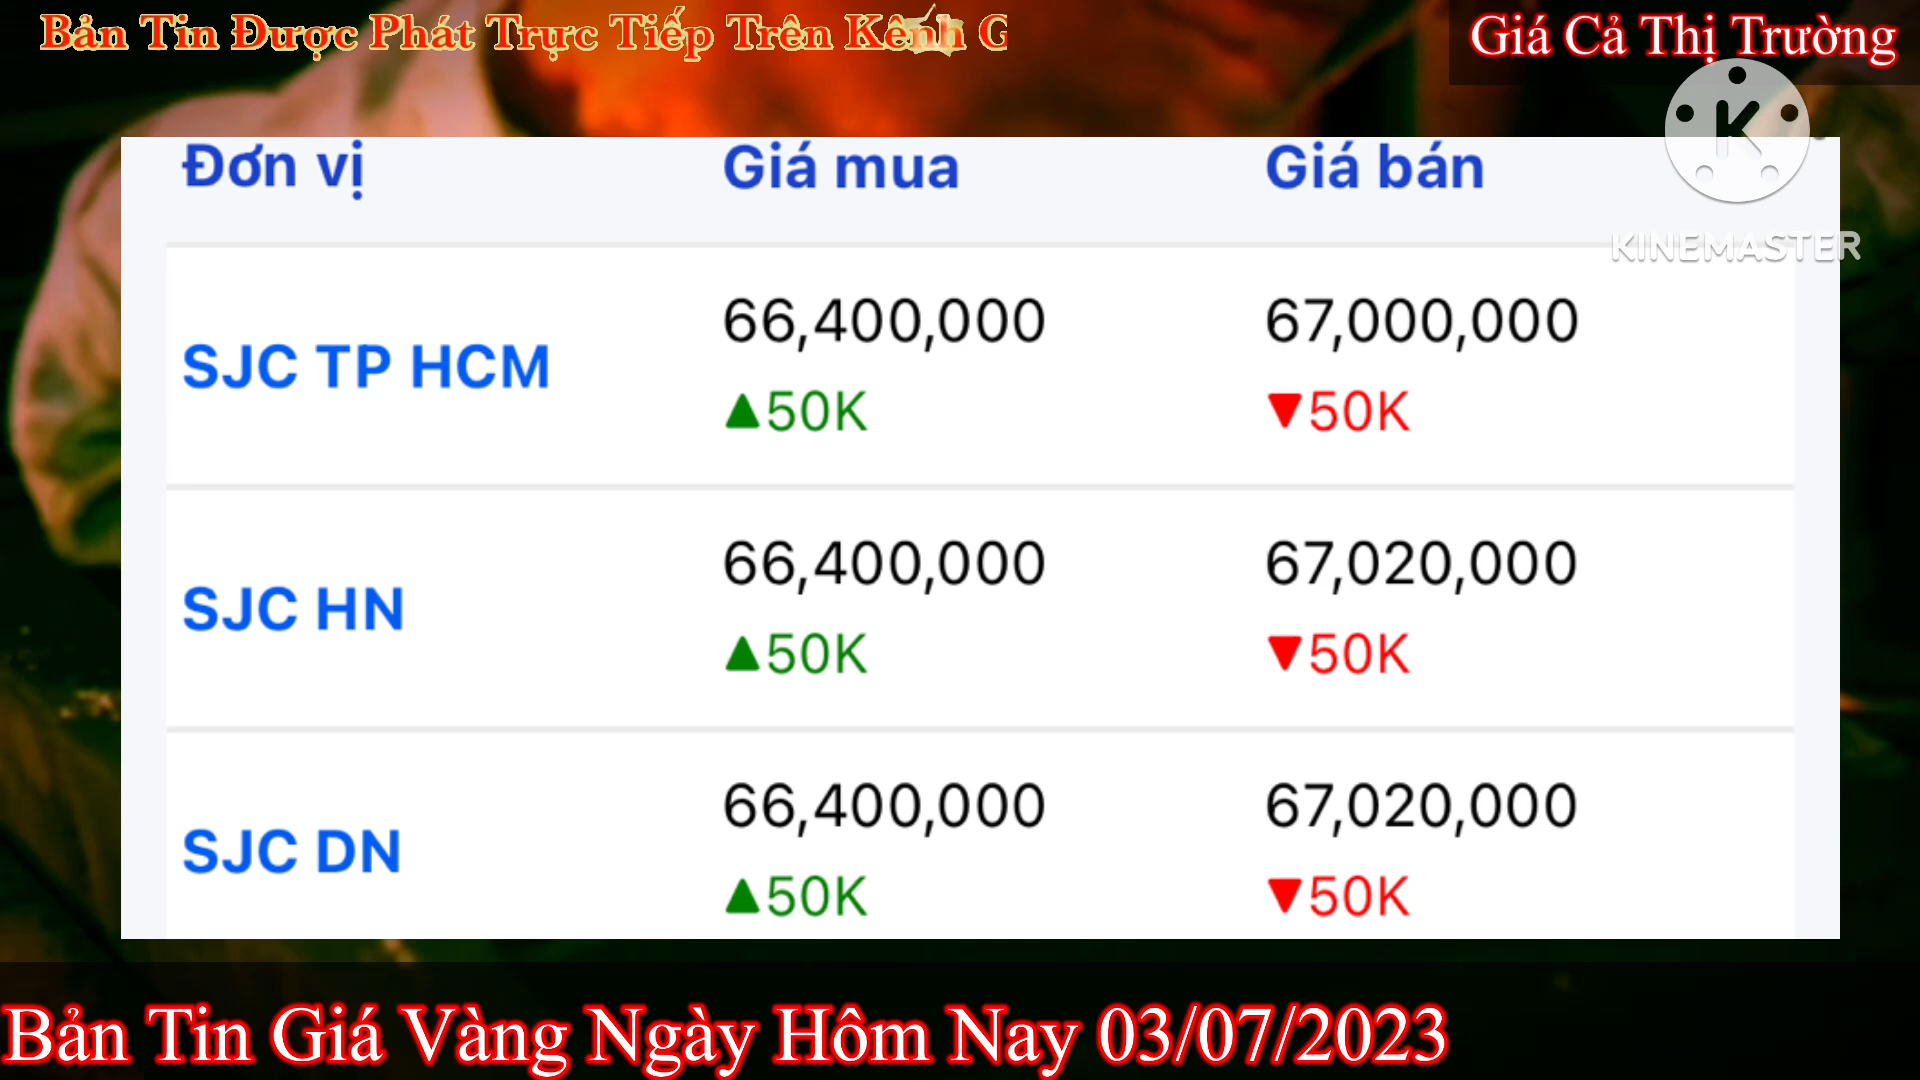 Bản Tin Được Phát Trực Tiếp Trên Kênh G
Giá Cả Thị Trường
K
KINEMASTER
Đơn vị Giá mua Giá bán
66,400,000 67,000,000
SJC TP HCM
▲50K ▼50K
66,400,000 67,020,000
SJC HN
▲50K ▼50K
66,400,000 67,020,000
SJC DN
▲50K ▼50K
Bản Tin Giá Vàng Ngày Hôm Nay 03/07/2023